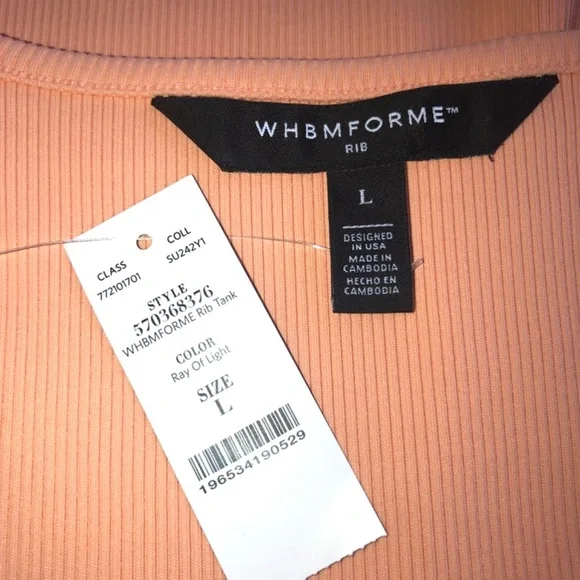 WHBMFORME™
RIB
L
DESIGNED
IN USA
MADE IN
CAMBODIA
HECHO EN
CAMBODIA
CLASS
772101701
COLL
SU242Y1
STYLE
570368376
WHBMFORME Rib Tank
COLOR
Ray Of Light
SIZE
L
196534190529